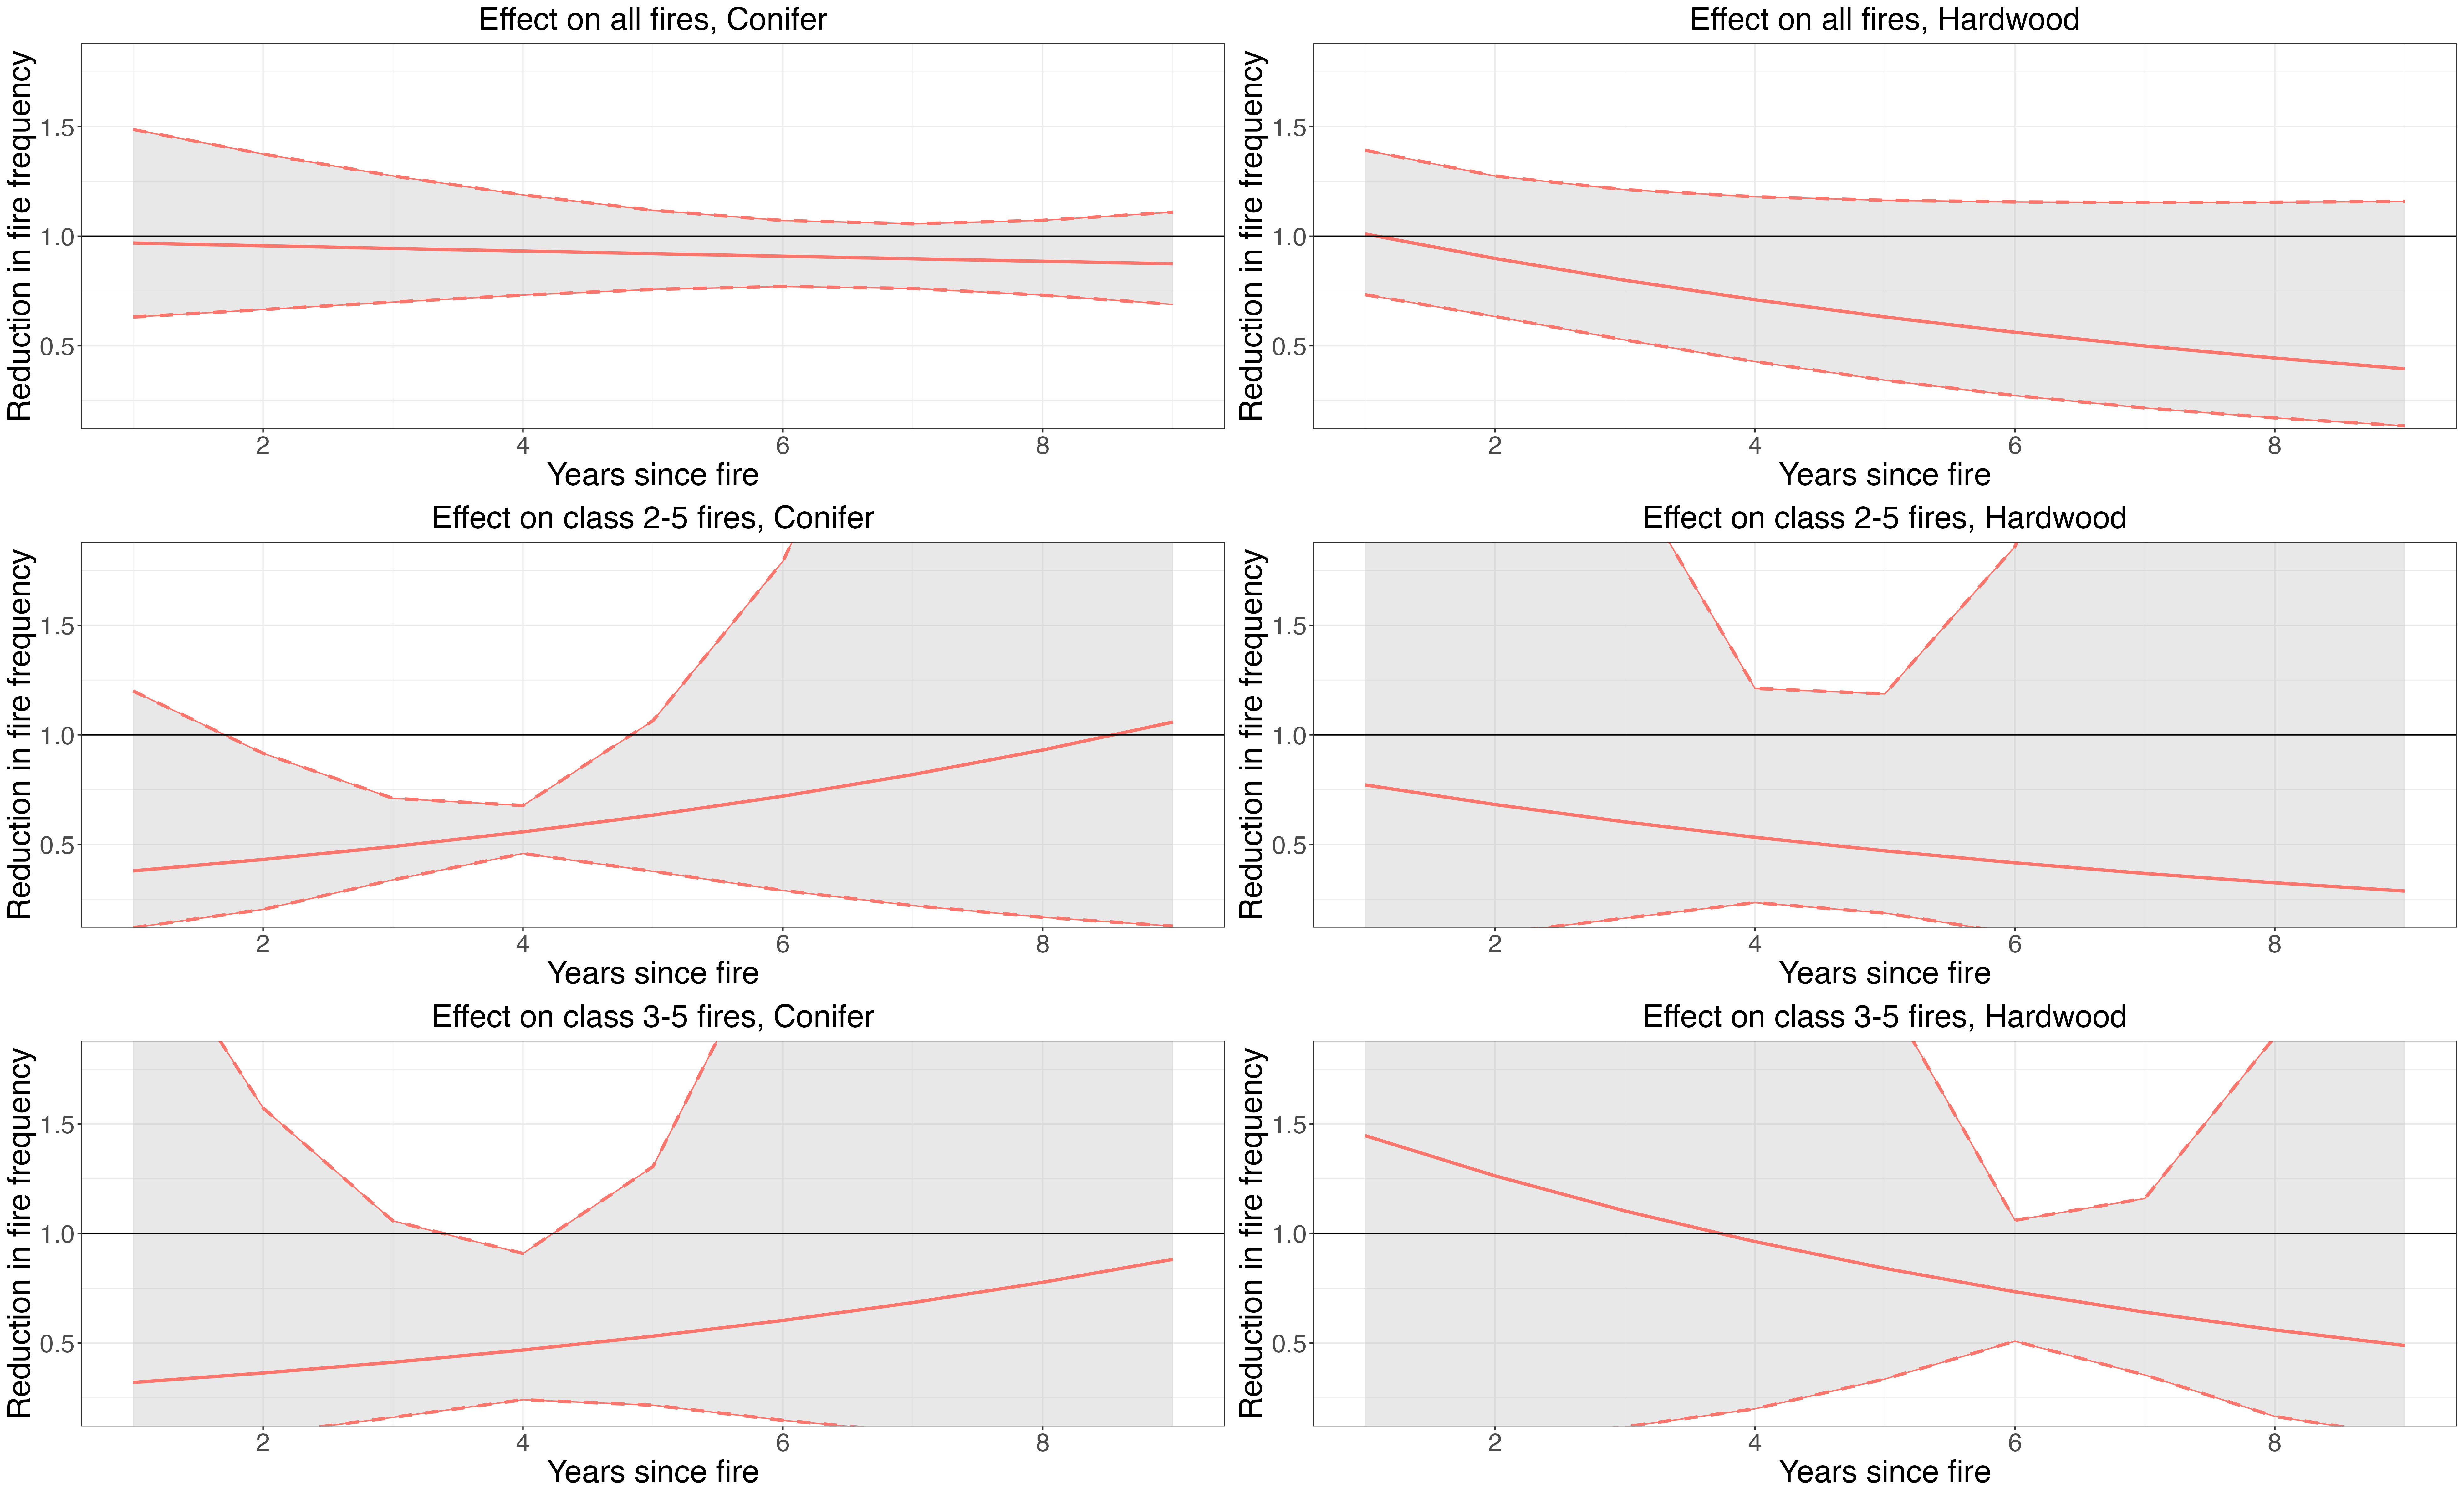 Effect on all fires, Conifer
Reduction in fire frequency
1.5
1.0
0.5
2 4 6 8
Years since fire
Effect on all fires, Hardwood
Reduction in fire frequency
1.5
1.0
0.5
2 4 6 8
Years since fire
Effect on class 2-5 fires, Conifer
Reduction in fire frequency
1.5
1.0
0.5
2 4 6 8
Years since fire
Effect on class 2-5 fires, Hardwood
Reduction in fire frequency
1.5
1.0
0.5
2 4 6 8
Years since fire
Effect on class 3-5 fires, Conifer
Reduction in fire frequency
1.5
1.0
0.5
2 4 6 8
Years since fire
Effect on class 3-5 fires, Hardwood
Reduction in fire frequency
1.5
1.0
0.5
2 4 6 8
Years since fire